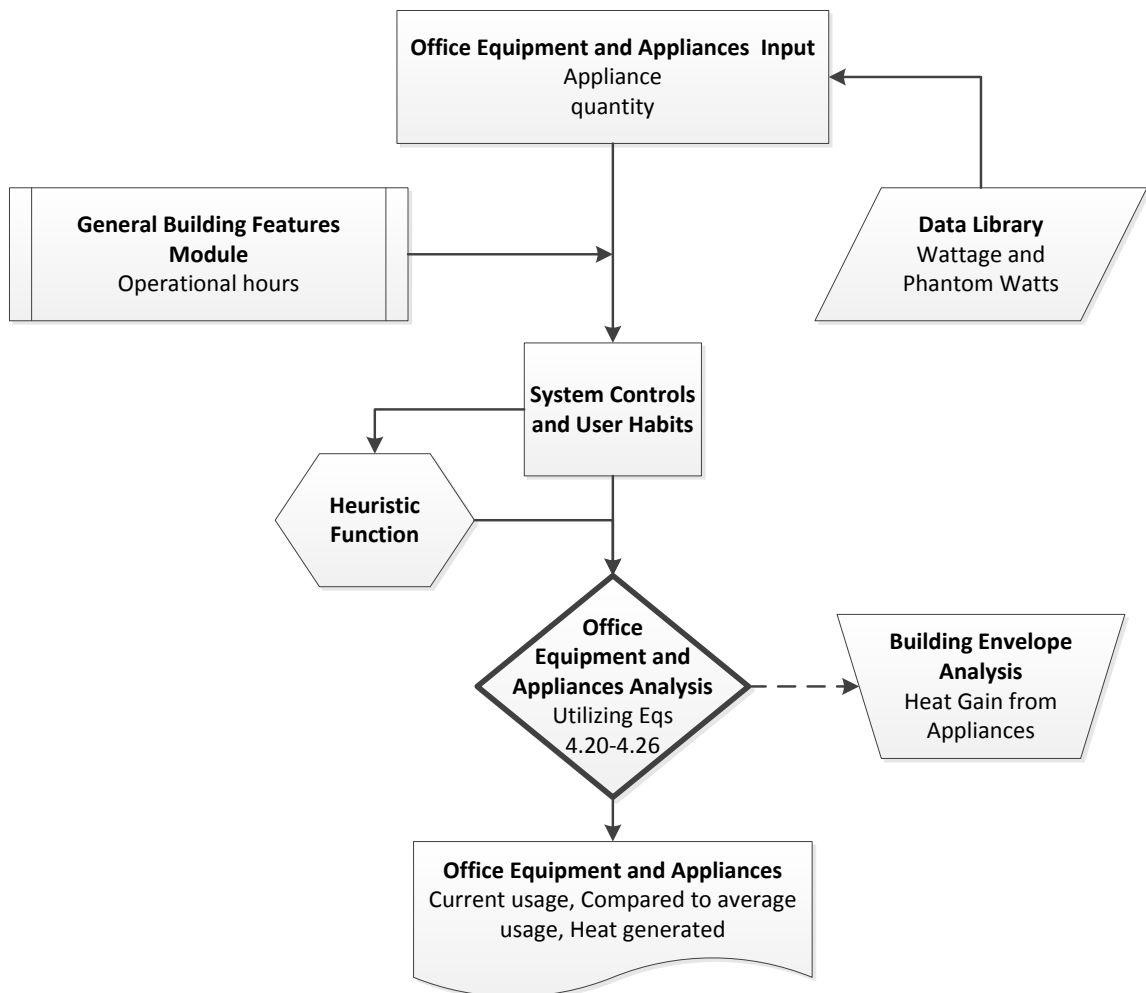 Office Equipment and Appliances  Input
Appliance
quantity
General Building Features
Module
Operational hours
Data Library
Wattage and
Phantom Watts
System Controls
and User Habits
Heuristic
Function
Office
Equipment and
Appliances Analysis
Utilizing Eqs
4.20-4.26
Building Envelope
Analysis
Heat Gain from
Appliances
Office Equipment and Appliances
Current usage, Compared to average
usage, Heat generated